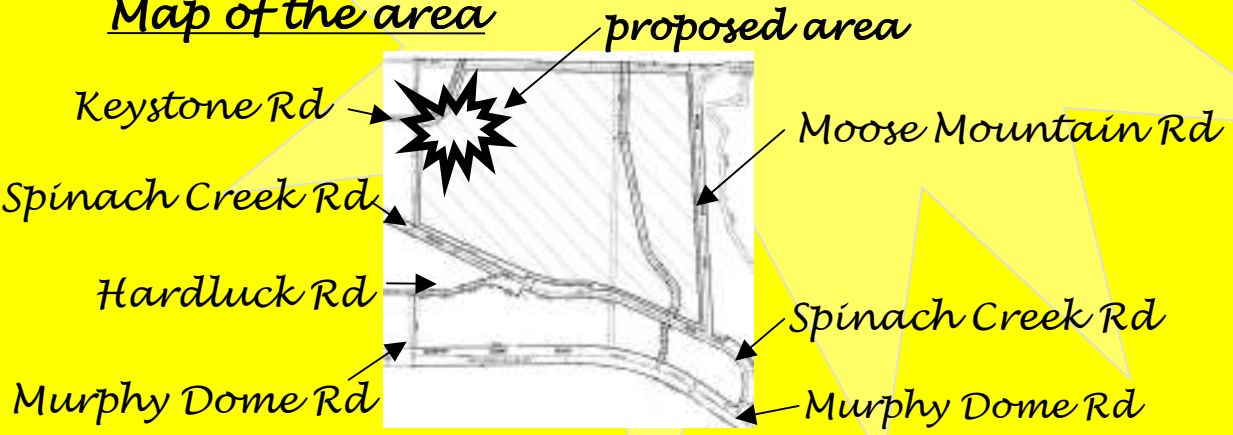 Map of the area
proposed area
Keystone Rd
Moose Mountain Rd
Spinach Creek Rd
Hardluck Rd
Spinach Creek Rd
Murphy Dome Rd
Murphy Dome Rd